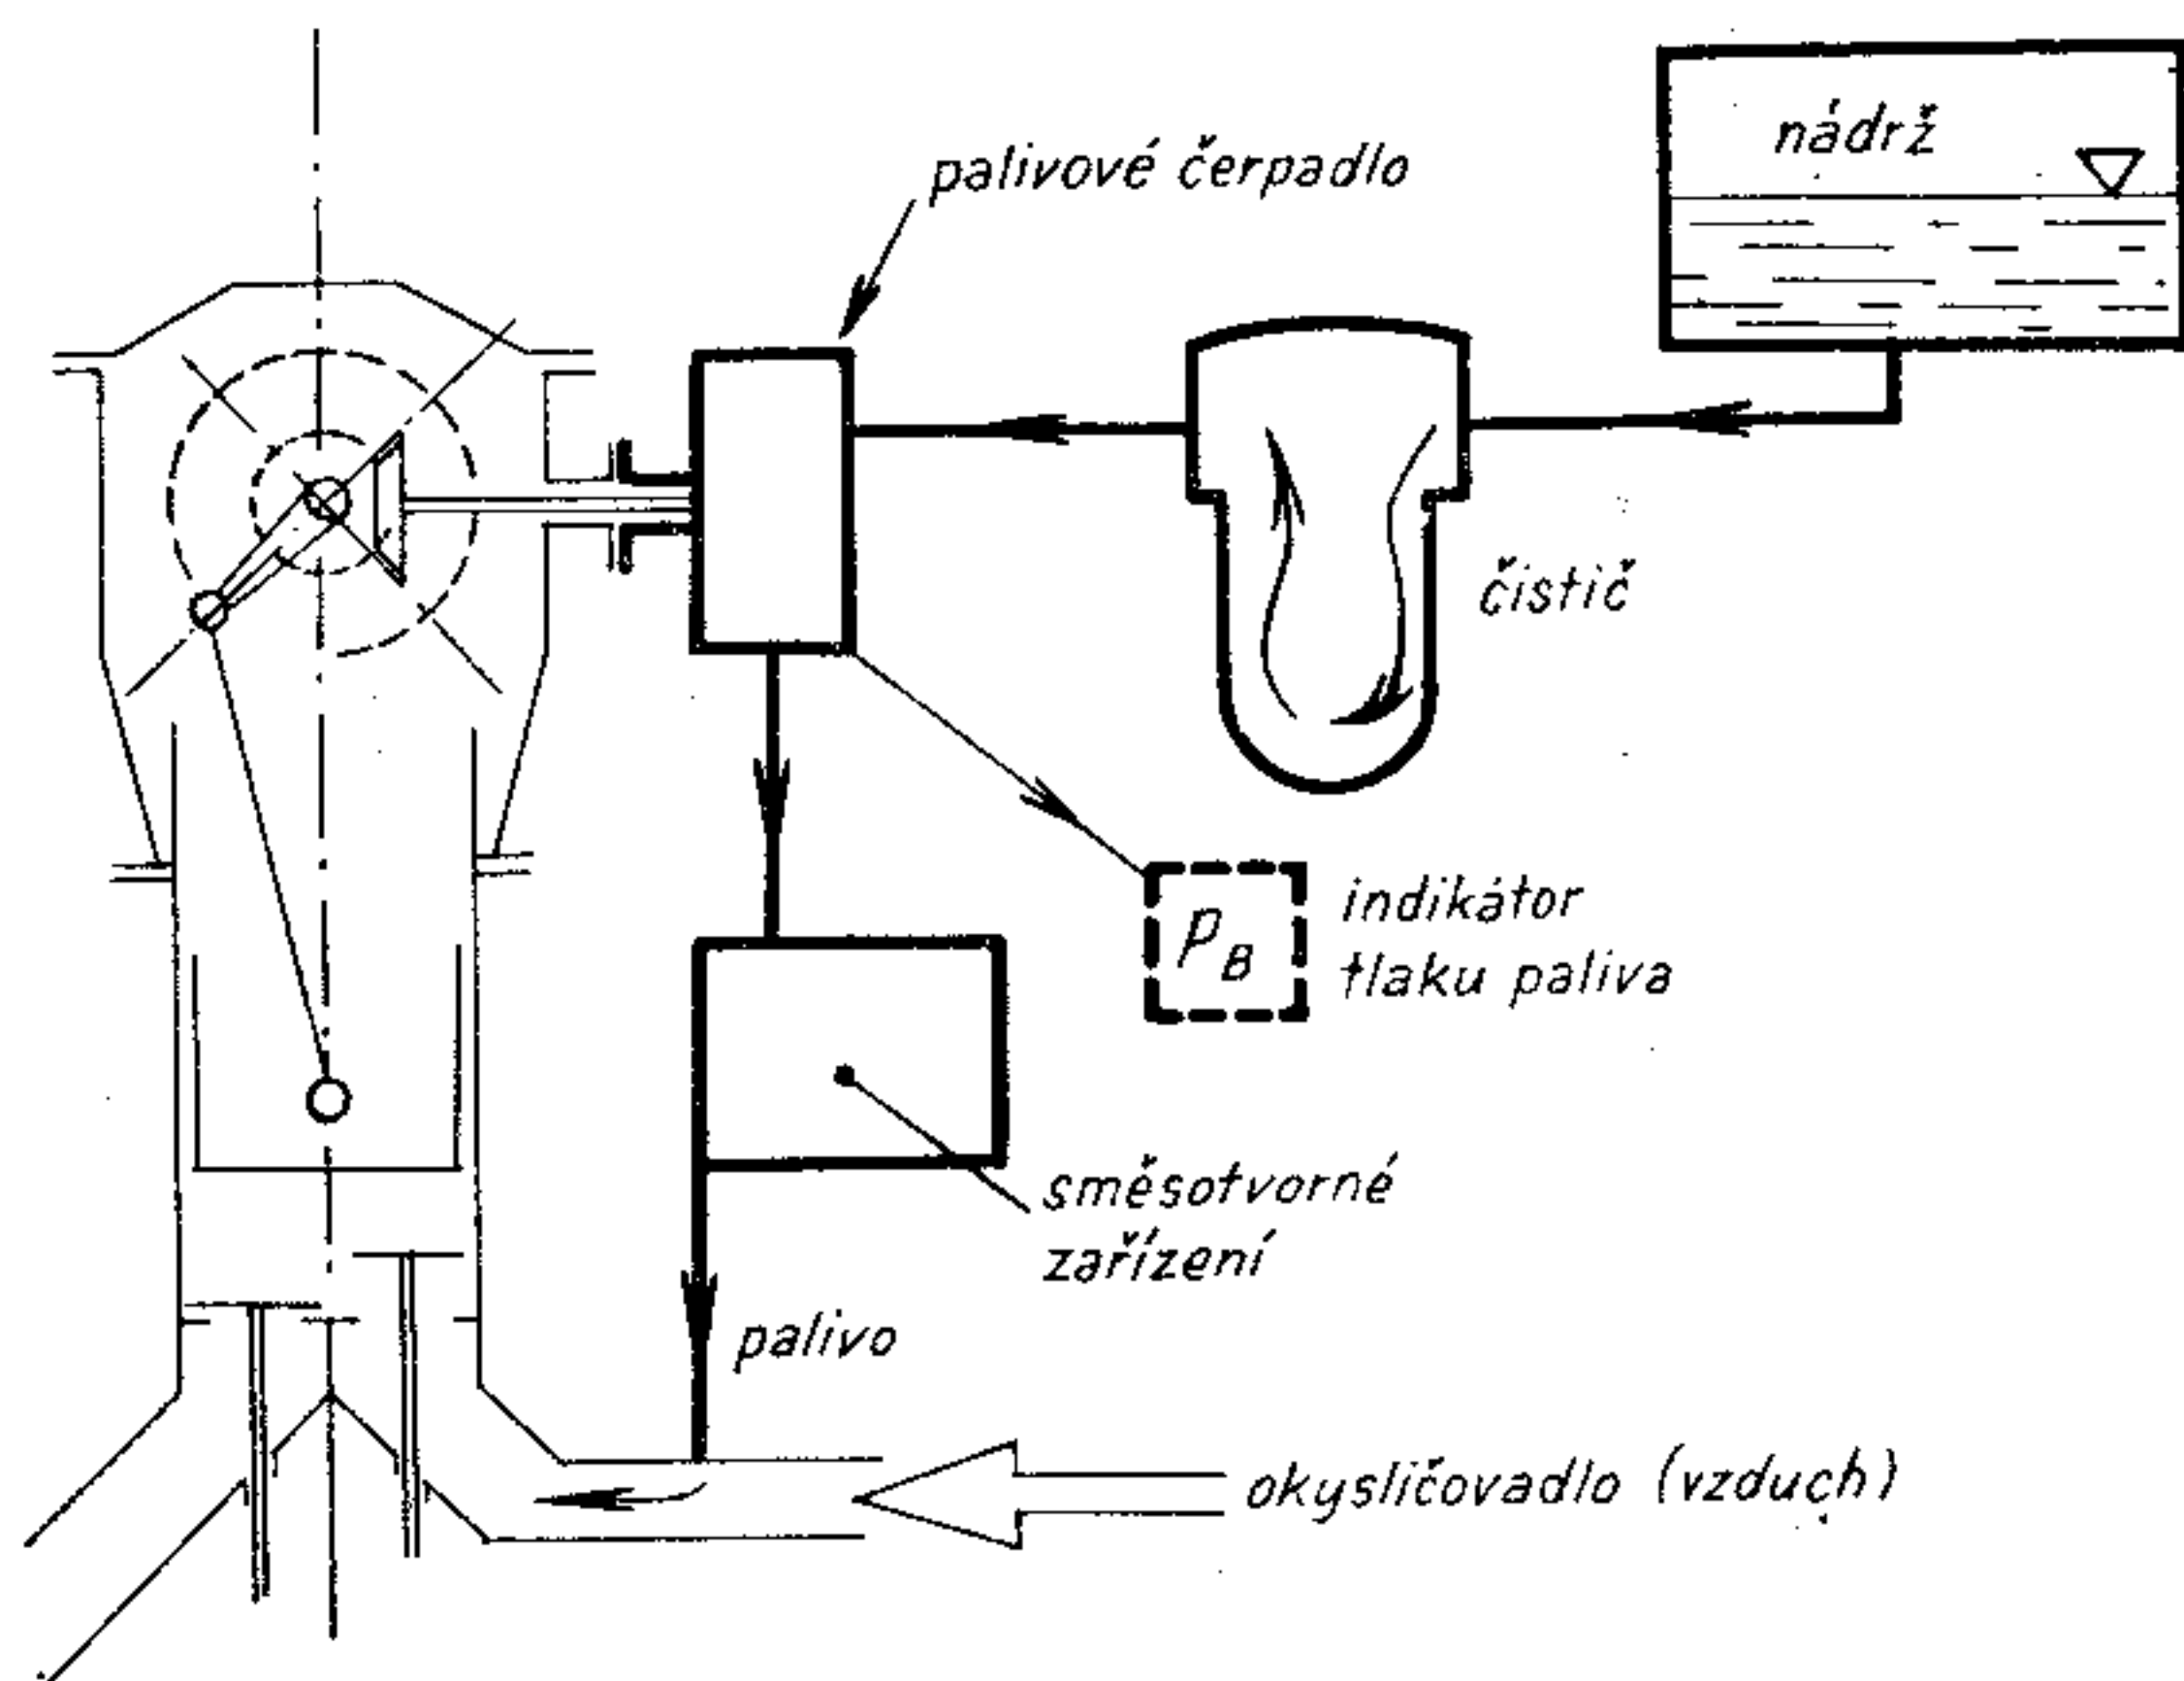 nádrž
palivové čerpadlo
čistič
P_B
indikátor
tlaku paliva
směsotvorné
zařízení
palivo
okysličovadlo (vzduch)